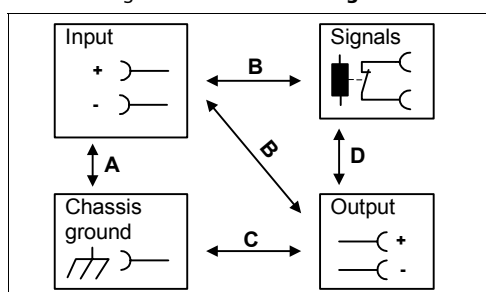 Input
+
-
B
Signals
B
A
D
Chassis
ground
C
Output
+
-